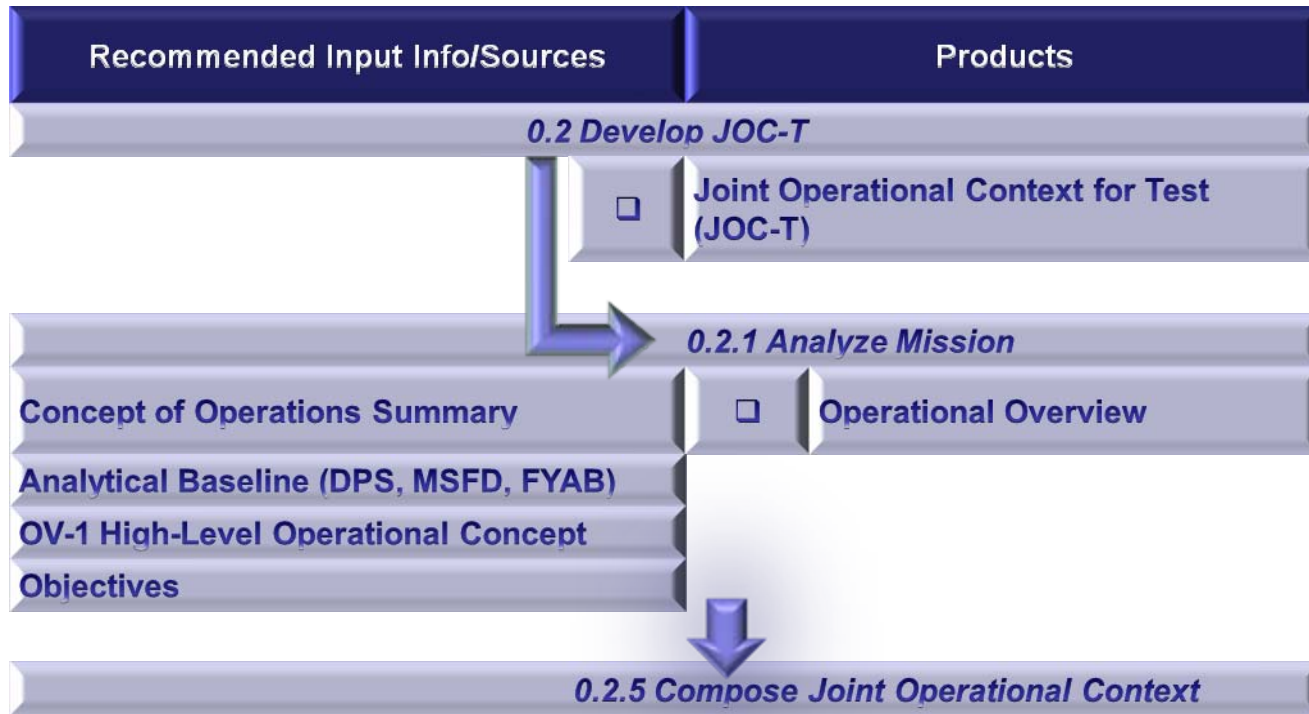 Recommended Input Info/Sources
Products
0.2 Develop JOC-T
❑
Joint Operational Context for Test
(JOC-T)
0.2.1 Analyze Mission
Concept of Operations Summary
❑
Operational Overview
Analytical Baseline (DPS, MSFD, FYAB)
OV-1 High-Level Operational Concept
Objectives
0.2.5 Compose Joint Operational Context